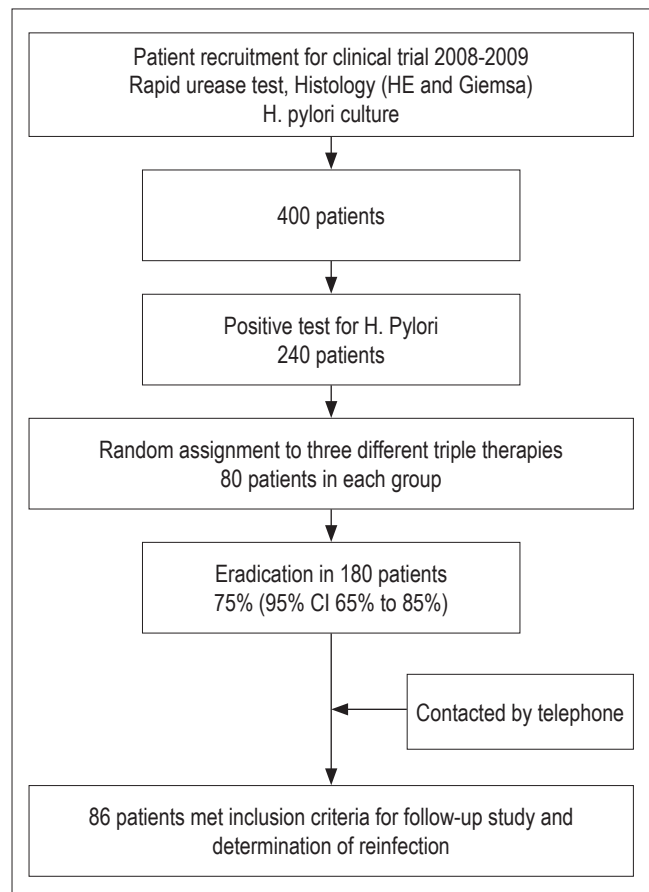 Patient recruitment for clinical trial 2008-2009
Rapid urease test, Histology (HE and Giemsa)
H. pylori culture
400 patients
Positive test for H. Pylori
240 patients
Random assignment to three different triple therapies
80 patients in each group
Eradication in 180 patients
75% (95% CI 65% to 85%)
Contacted by telephone
86 patients met inclusion criteria for follow-up study and
determination of reinfection